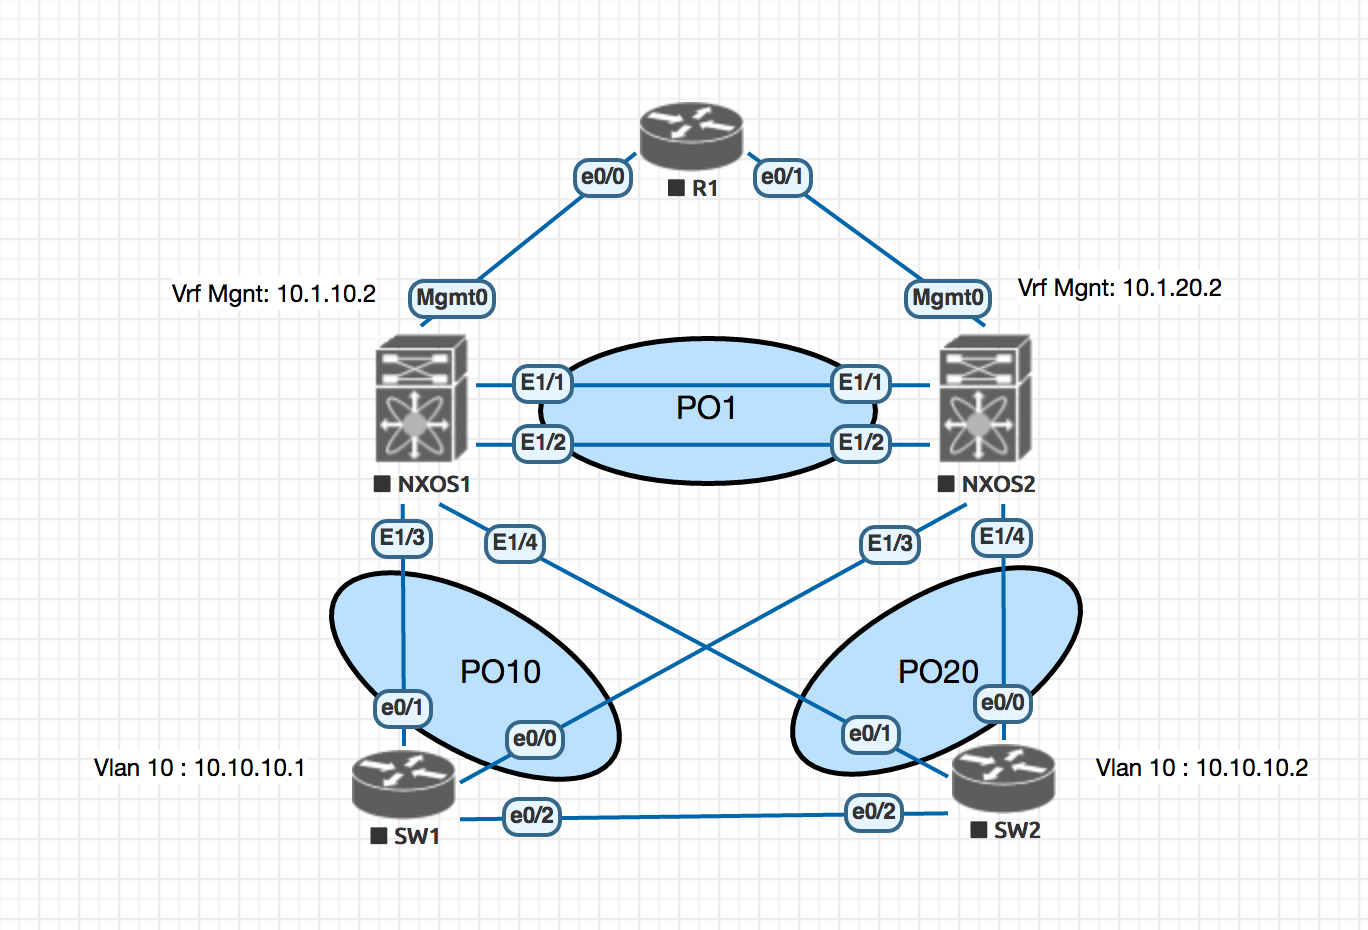 e0/0
e0/1
R1
Vrf Mgnt: 10.1.10.2
Mgmt0
Mgmt0
Vrf Mgnt: 10.1.20.2
E1/1
PO1
E1/1
E1/2
E1/2
NXOS1
NXOS2
E1/3
E1/4
E1/3
E1/4
PO10
PO20
e0/1
e0/0
e0/1
e0/0
Vlan 10 : 10.10.10.1
Vlan 10 : 10.10.10.2
e0/2
e0/2
SW1
SW2